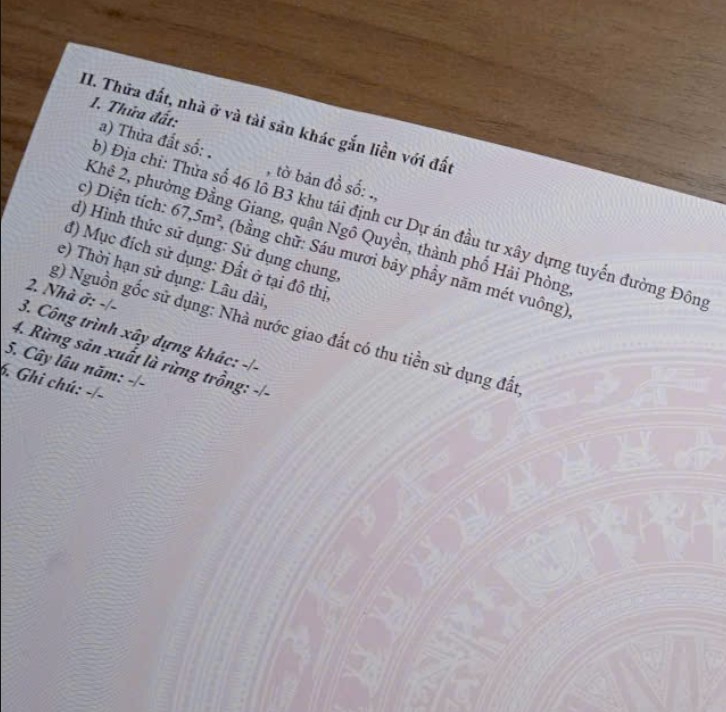 II. Thửa đất, nhà ở và tài sản khác gắn liền với đất
1. Thửa đất:
a) Thửa đất số: . , tờ bản đồ số: .,
b) Địa chỉ: Thửa số 46 lô B3 khu tái định cư Dự án đầu tư xây dựng tuyến đường Đông
Khê 2, phường Đằng Giang, quận Ngô Quyền, thành phố Hải Phòng,
c) Diện tích: 67,5m², (bằng chữ: Sáu mươi bảy phẩy năm mét vuông),
d) Hình thức sử dụng: Sử dụng chung,
đ) Mục đích sử dụng: Đất ở tại đô thị,
e) Thời hạn sử dụng: Lâu dài,
g) Nguồn gốc sử dụng: Nhà nước giao đất có thu tiền sử dụng đất,
2. Nhà ở: -/-
3. Công trình xây dựng khác: -/-
4. Rừng sản xuất là rừng trồng: -/-
5. Cây lâu năm: -/-
6. Ghi chú: -/-